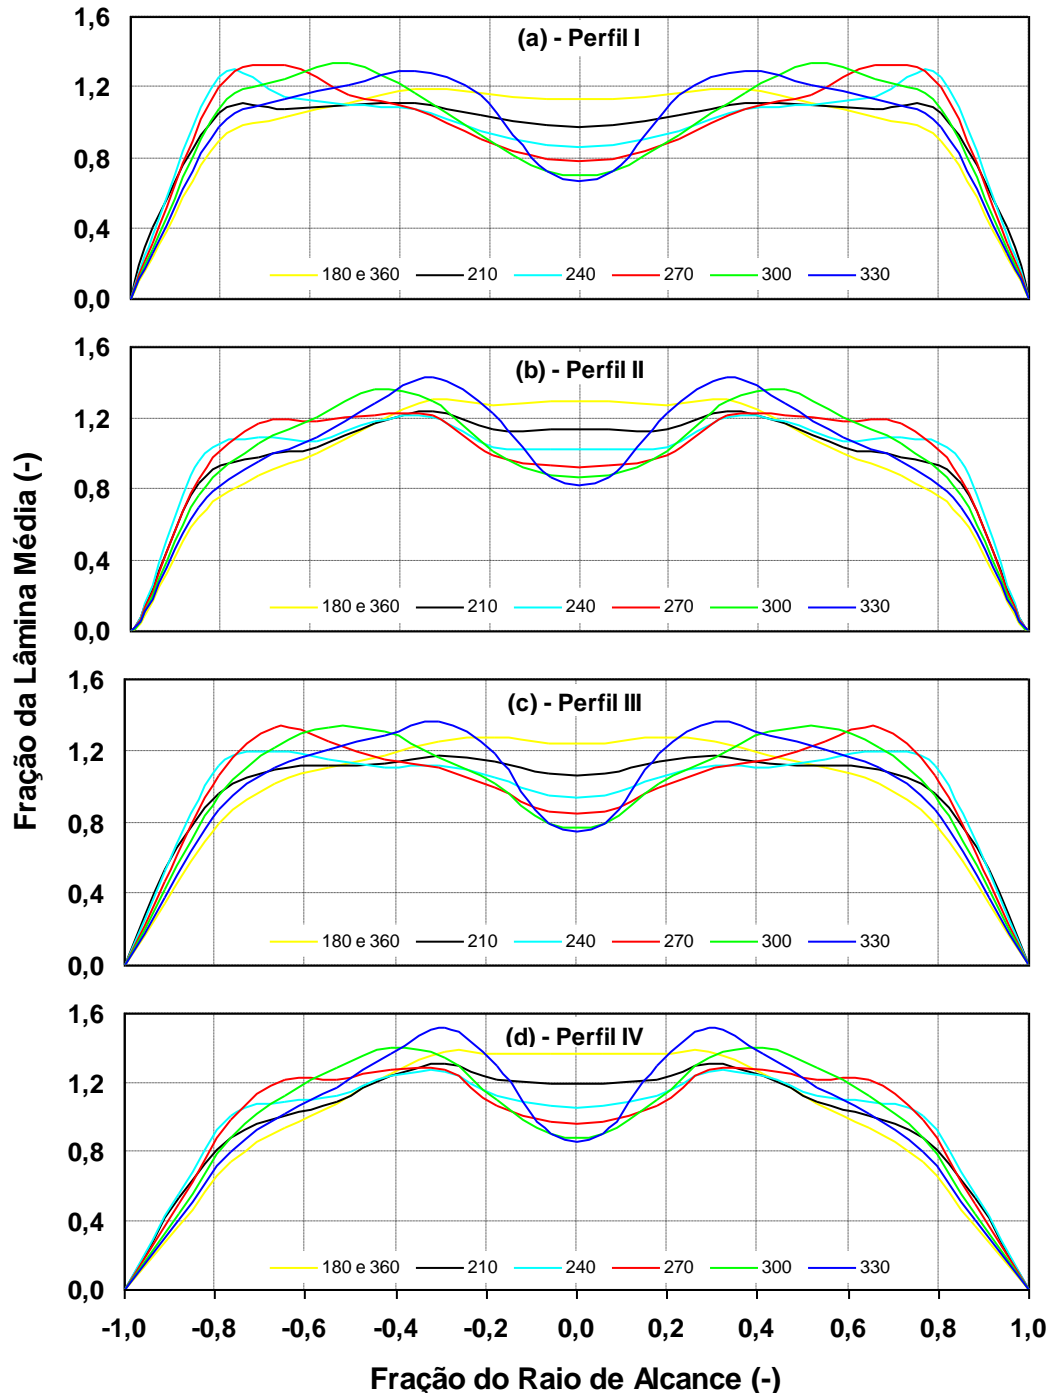 1,6
1,2
0,8
0,4
0,0
(a) - Perfil I
180 e 360 210 240 270 300 330
1,6
1,2
0,8
0,4
0,0
(b) - Perfil II
180 e 360 210 240 270 300 330
Fração da Lâmina Média (-)
1,6
1,2
0,8
0,4
0,0
(c) - Perfil III
180 e 360 210 240 270 300 330
1,6
1,2
0,8
0,4
0,0
(d) - Perfil IV
180 e 360 210 240 270 300 330
-1,0 -0,8 -0,6 -0,4 -0,2 0,0 0,2 0,4 0,6 0,8 1,0
Fração do Raio de Alcance (-)